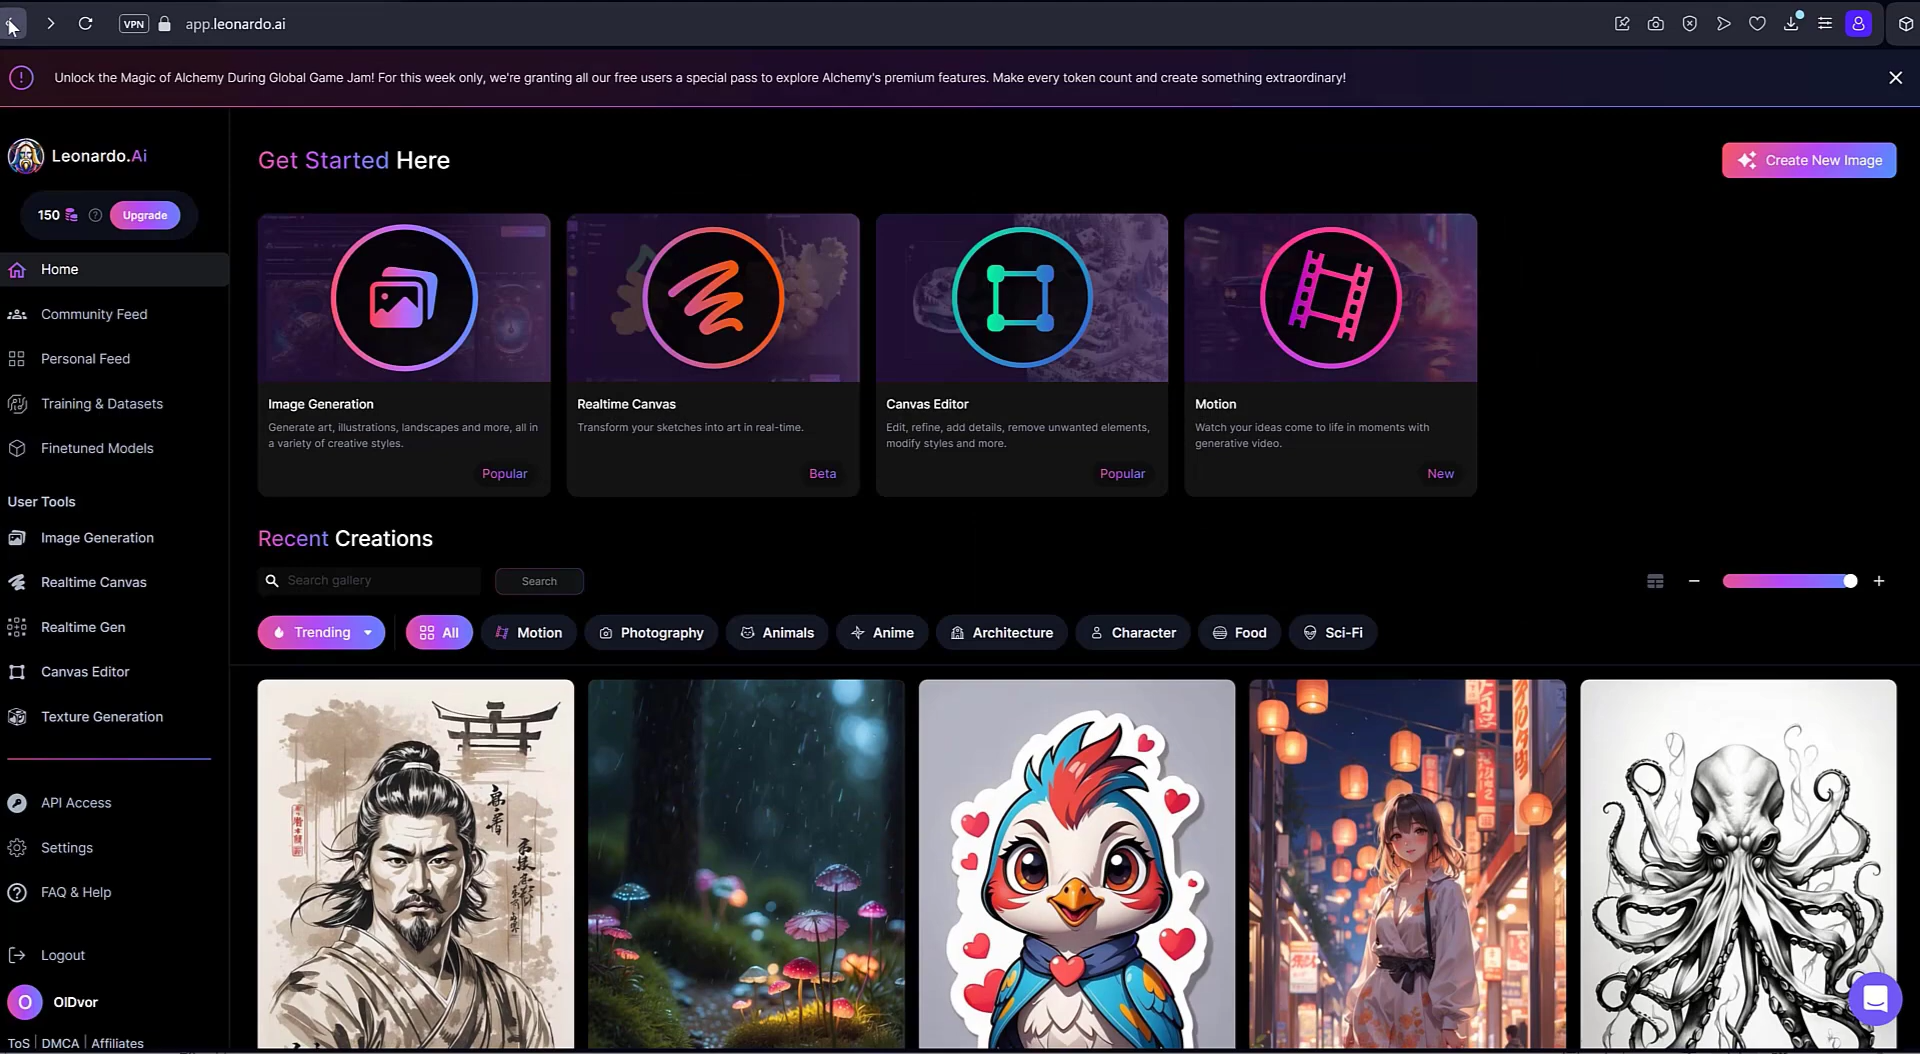 VPN
app.leonardo.ai
Unlock the Magic of Alchemy During Global Game Jam! For this week only, we're granting all our free users a special pass to explore Alchemy's premium features. Make every token count and create something extraordinary!
Leonardo.Ai
150
Upgrade
Home
Community Feed
Personal Feed
Training & Datasets
Finetuned Models
User Tools
Image Generation
Realtime Canvas
Realtime Gen
Canvas Editor
Texture Generation
API Access
Settings
FAQ & Help
Logout
O
OlDvor
ToS | DMCA | Affiliates
Get Started Here
Create New Image
Image Generation
Generate art, illustrations, landscapes and more, all in
a variety of creative styles.
Popular
Realtime Canvas
Transform your sketches into art in real-time.
Beta
Canvas Editor
Edit, refine, add details, remove unwanted elements,
modify styles and more.
Popular
Motion
Watch your ideas come to life in moments with
generative video.
New
Recent Creations
Search gallery
Search
Trending
All
Motion
Photography
Animals
Anime
Architecture
Character
Food
Sci-Fi